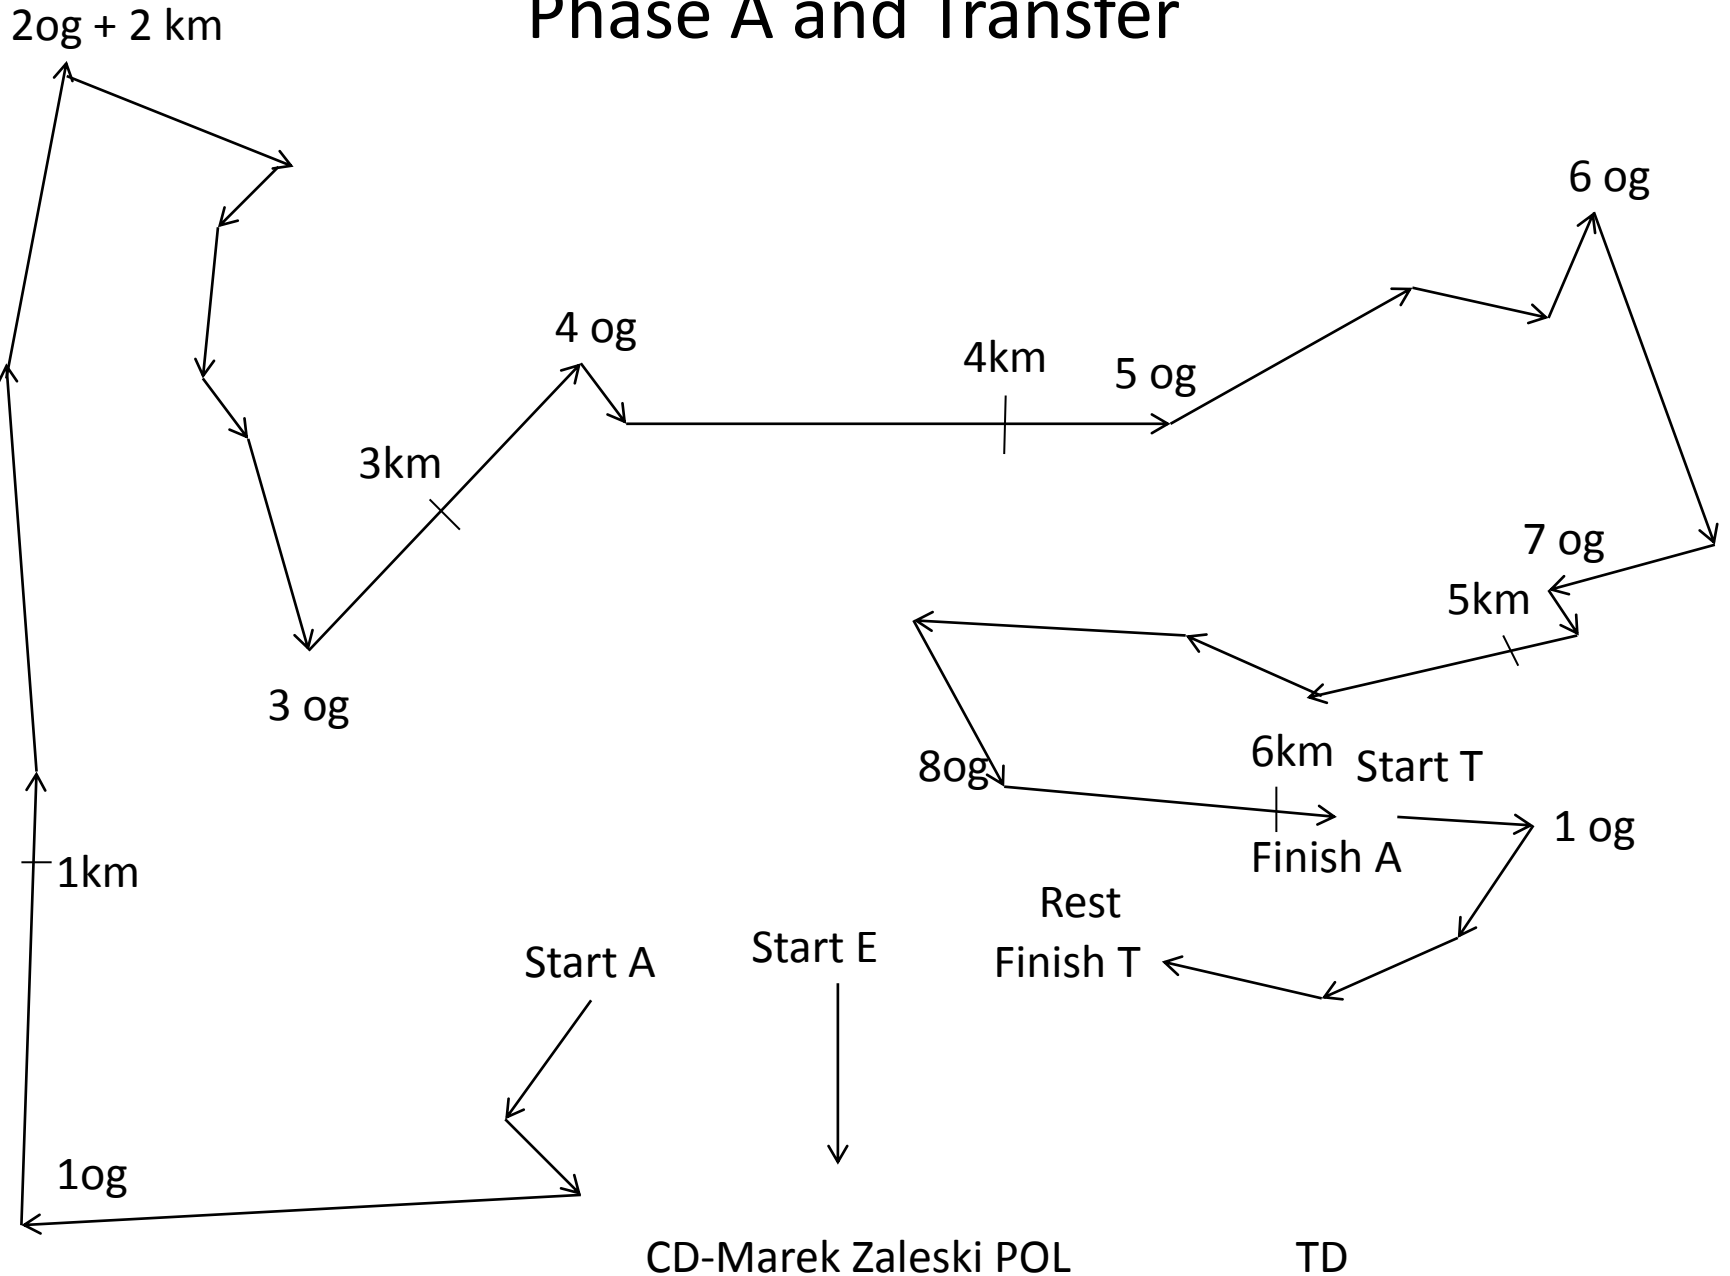 Phase A and Transfer
2og + 2 km
6 og
4 og
4km
5 og
3km
7 og
5km
3 og
6km
Start T
8og
1 og
Finish A
1km
Rest
Start E
Start A
Finish T
1og
CD-Marek Zaleski POL
TD